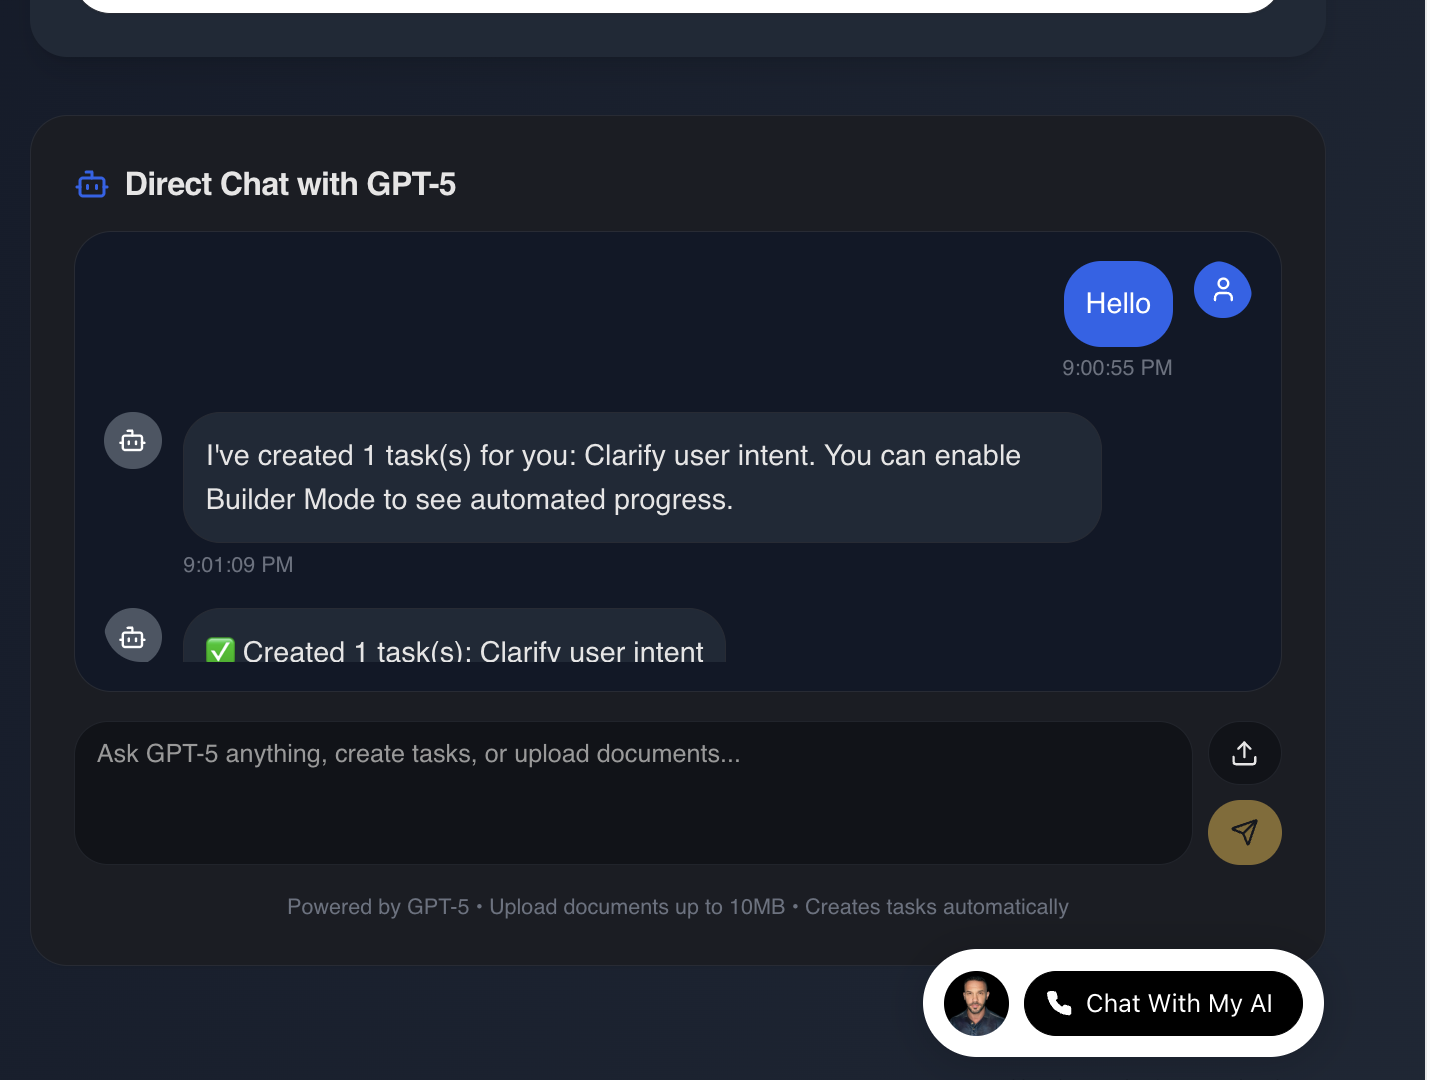 Direct Chat with GPT-5
Hello
9:00:55 PM
I've created 1 task(s) for you: Clarify user intent. You can enable
Builder Mode to see automated progress.
9:01:09 PM
✅ Created 1 task(s): Clarify user intent
Ask GPT-5 anything, create tasks, or upload documents...
Powered by GPT-5 • Upload documents up to 10MB • Creates tasks automatically
Chat With My AI